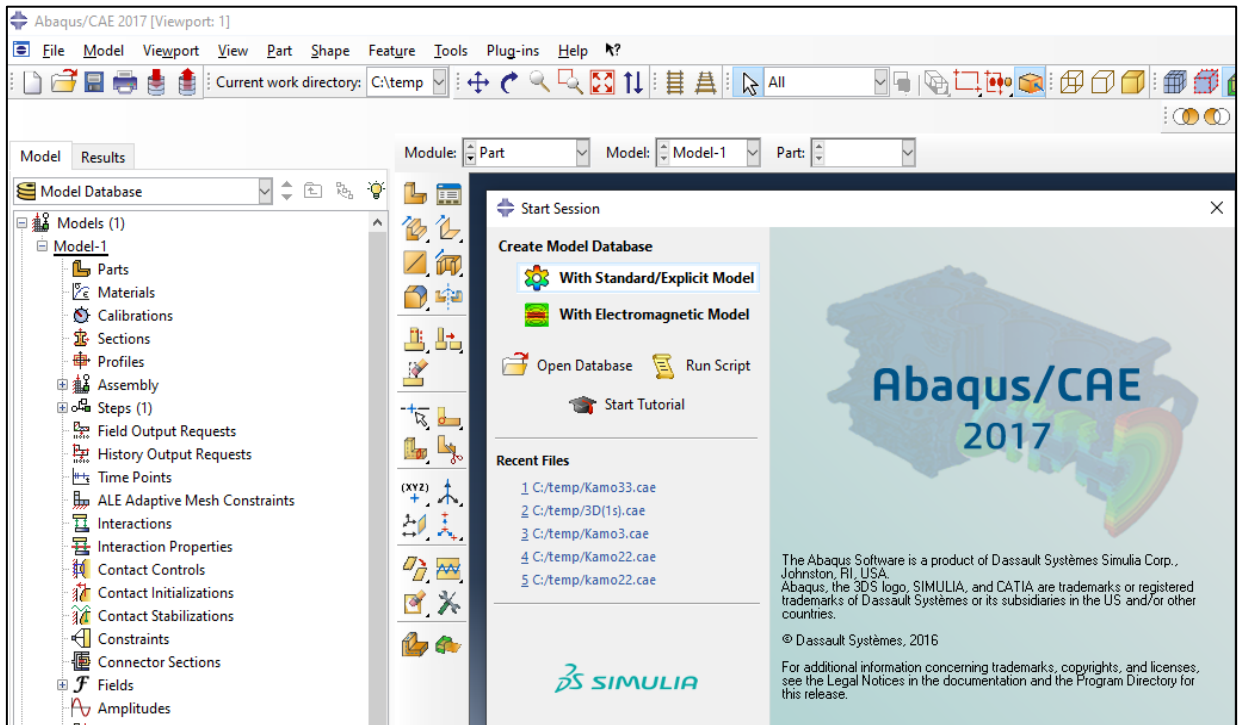 Abaqus/CAE 2017 [Viewport: 1]
File Model Viewport View Part Shape Feature Tools Plug-ins Help
Current work directory: C:\temp All
Model Results
Module: Part Model: Model-1 Part:
Model Database
Models (1)
Model-1
Parts
Materials
Calibrations
Sections
Profiles
Assembly
Steps (1)
Field Output Requests
History Output Requests
Time Points
ALE Adaptive Mesh Constraints
Interactions
Interaction Properties
Contact Controls
Contact Initializations
Contact Stabilizations
Constraints
Connector Sections
Fields
Amplitudes
(XYZ)
Start Session
Create Model Database
With Standard/Explicit Model
With Electromagnetic Model
Open Database Run Script
Start Tutorial
Recent Files
1 C:/temp/Kamo33.cae
2 C:/temp/3D(1s).cae
3 C:/temp/Kamo3.cae
4 C:/temp/Kamo22.cae
5 C:/temp/kamo22.cae
SIMULIA
Abaqus/CAE
2017
The Abaqus Software is a product of Dassault Systèmes Simulia Corp.,
Johnston, RI, USA.
Abaqus, the 3DS logo, SIMULIA, and CATIA are trademarks or registered
trademarks of Dassault Systèmes or its subsidiaries in the US and/or other
countries.
© Dassault Systèmes, 2016
For additional information concerning trademarks, copyrights, and licenses,
see the Legal Notices in the documentation and the Program Directory for
this release.